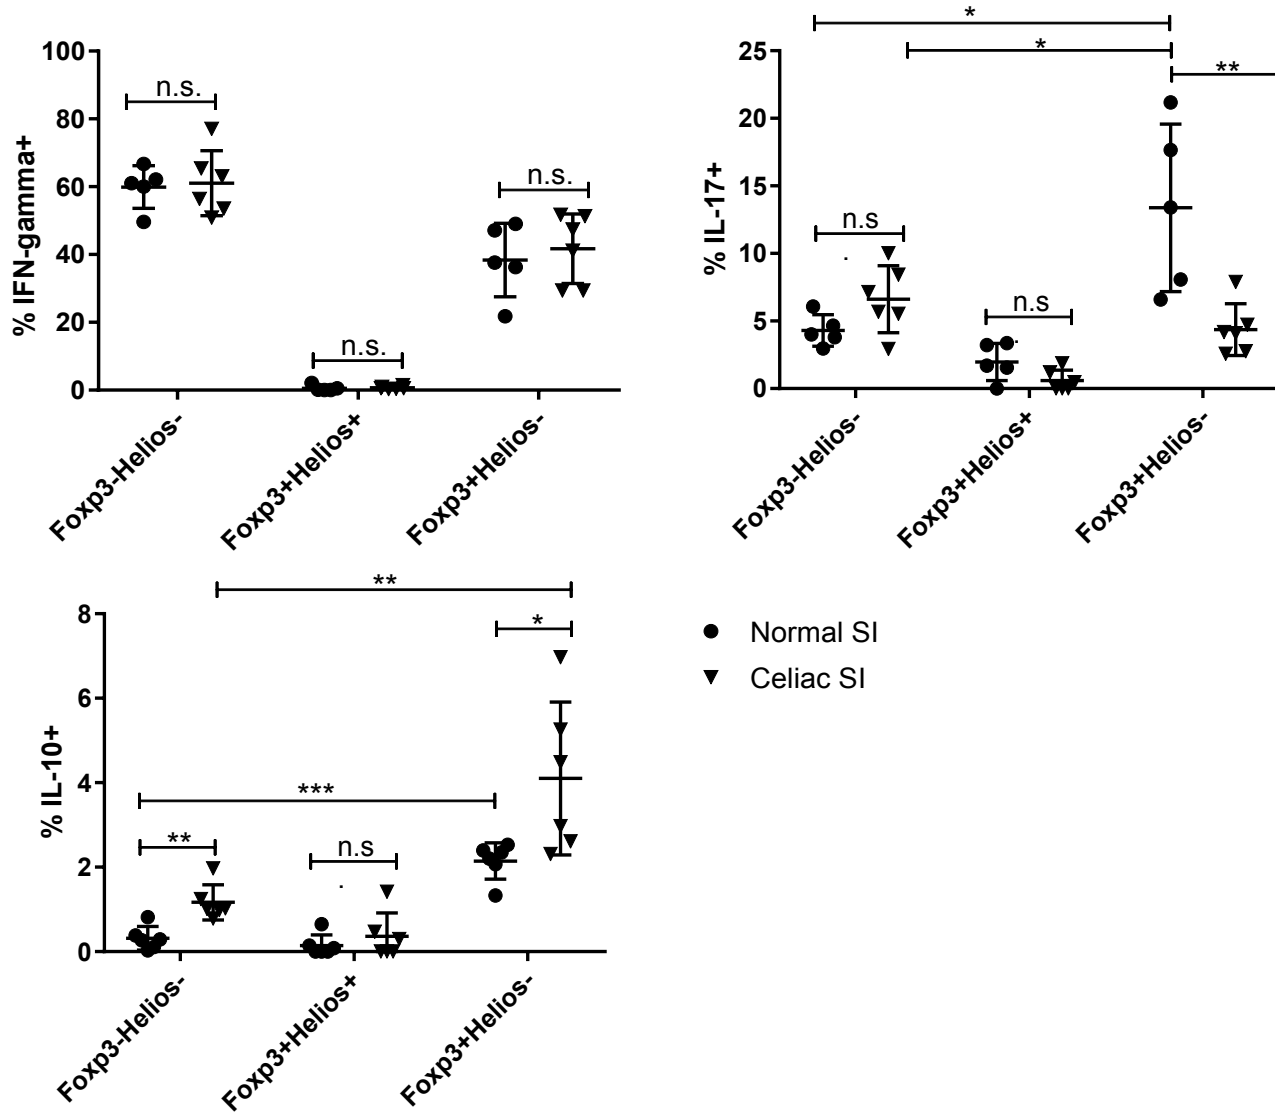 % IFN-gamma+
100
80
60
40
20
0
n.s.
n.s.
n.s.
Foxp3-Helios-
Foxp3+Helios+
Foxp3+Helios-
% IL-17+
25
20
15
10
5
0
*
*
**
n.s
.
n.s
.
Foxp3-Helios-
Foxp3+Helios+
Foxp3+Helios-
% IL-10+
8
6
4
2
0
**
*
***
**
n.s
.
Foxp3-Helios-
Foxp3+Helios+
Foxp3+Helios-
Normal SI
Celiac SI